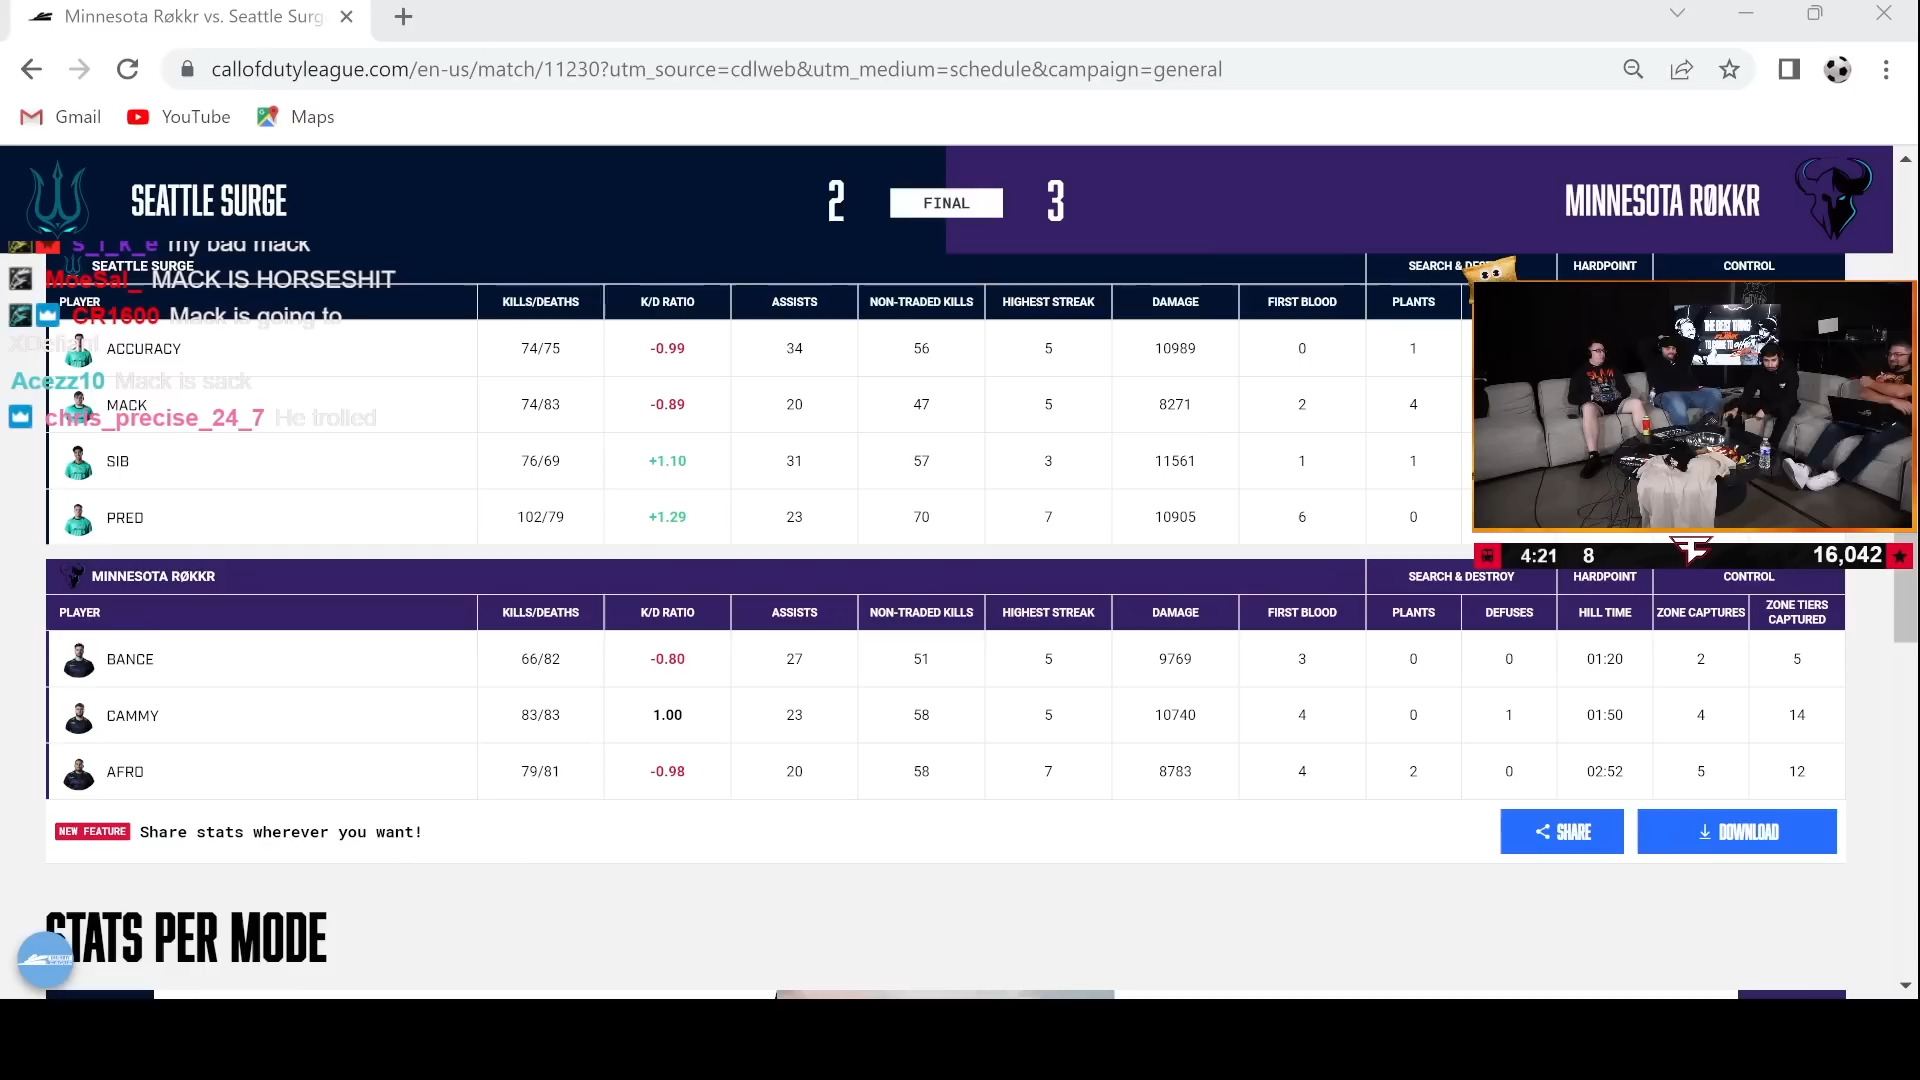 Minnesota Røkkr vs. Seattle Surg
callofdutyleague.com/en-us/match/11230?utm_source=cdlweb&utm_medium=schedule&campaign=general
Gmail YouTube Maps
SEATTLE SURGE 2 FINAL 3 MINNESOTA RØKKR
s_i_k_e my bad mack
SEATTLE SURGE SEARCH & HARDPOINT CONTROL
MoeSal_ MACK IS HORSESHIT
PLAYER KILLS/DEATHS K/D RATIO ASSISTS NON-TRADED KILLS HIGHEST STREAK DAMAGE FIRST BLOOD PLANTS
CR1600 Mack is going to
XDefiant
ACCURACY 74/75 -0.99 34 56 5 10989 0 1
THE BEST THING
TO COME TO
Acezz10 Mack is sack
MACK 74/83 -0.89 20 47 5 8271 2 4
chris_precise_24_7 He trolled
SIB 76/69 +1.10 31 57 3 11561 1 1
PRED 102/79 +1.29 23 70 7 10905 6 0
4:21 8 16,042
MINNESOTA RØKKR SEARCH & DESTROY HARDPOINT CONTROL
PLAYER KILLS/DEATHS K/D RATIO ASSISTS NON-TRADED KILLS HIGHEST STREAK DAMAGE FIRST BLOOD PLANTS DEFUSES HILL TIME ZONE CAPTURES ZONE TIERS CAPTURED
BANCE 66/82 -0.80 27 51 5 9769 3 0 0 01:20 2 5
CAMMY 83/83 1.00 23 58 5 10740 4 0 1 01:50 4 14
AFRO 79/81 -0.98 20 58 7 8783 4 2 0 02:52 5 12
NEW FEATURE Share stats wherever you want! SHARE DOWNLOAD
STATS PER MODE